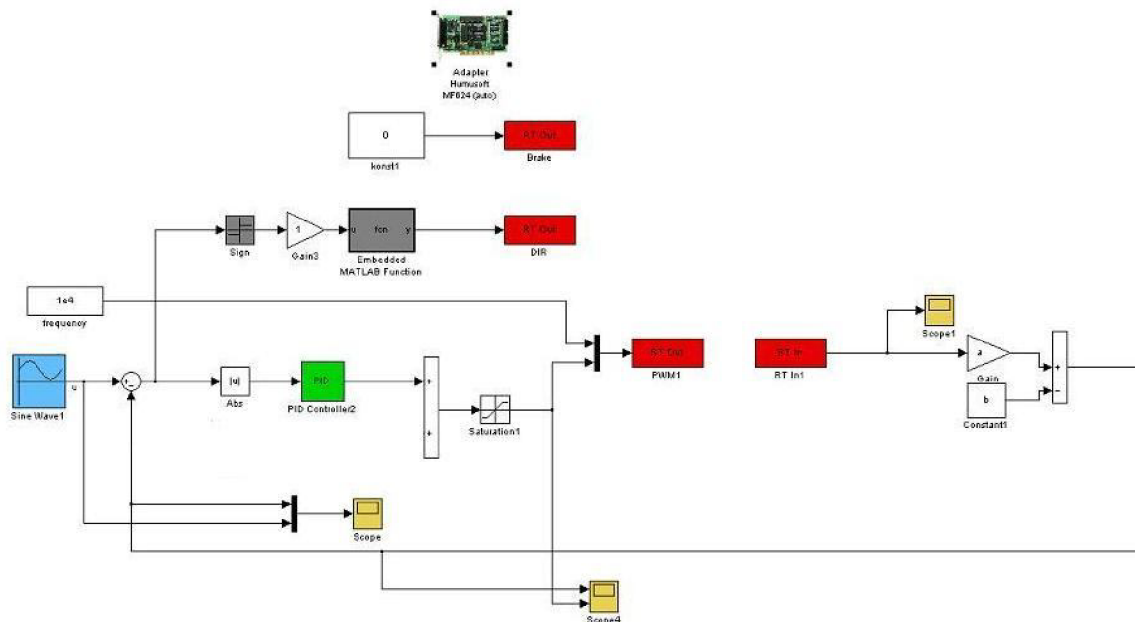 Adapter
Humusoft
MF624 (auto)
0
RT Out
konst1
Brake
1
u
fcn
y
RT Out
Sign
Gain3
Embedded
MATLAB Function
DIR
1e4
frequency
Scope1
RT Out
RT In
a
PWM1
RT In1
Gain
+
−
u
+
−
|u|
PID
+
b
Sine Wave1
Abs
PID Controller2
Constant1
+
Saturation1
Scope
Scope4